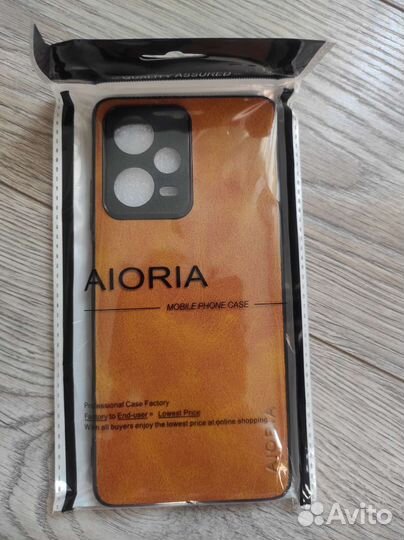 QUALITY ASSURED
AIORIA
MOBILE PHONE CASE
Professional Case Factory
Factory to End-user Lowest Price
With all buyers enjoy the lowest price at online shopping
AIORIA
Avito